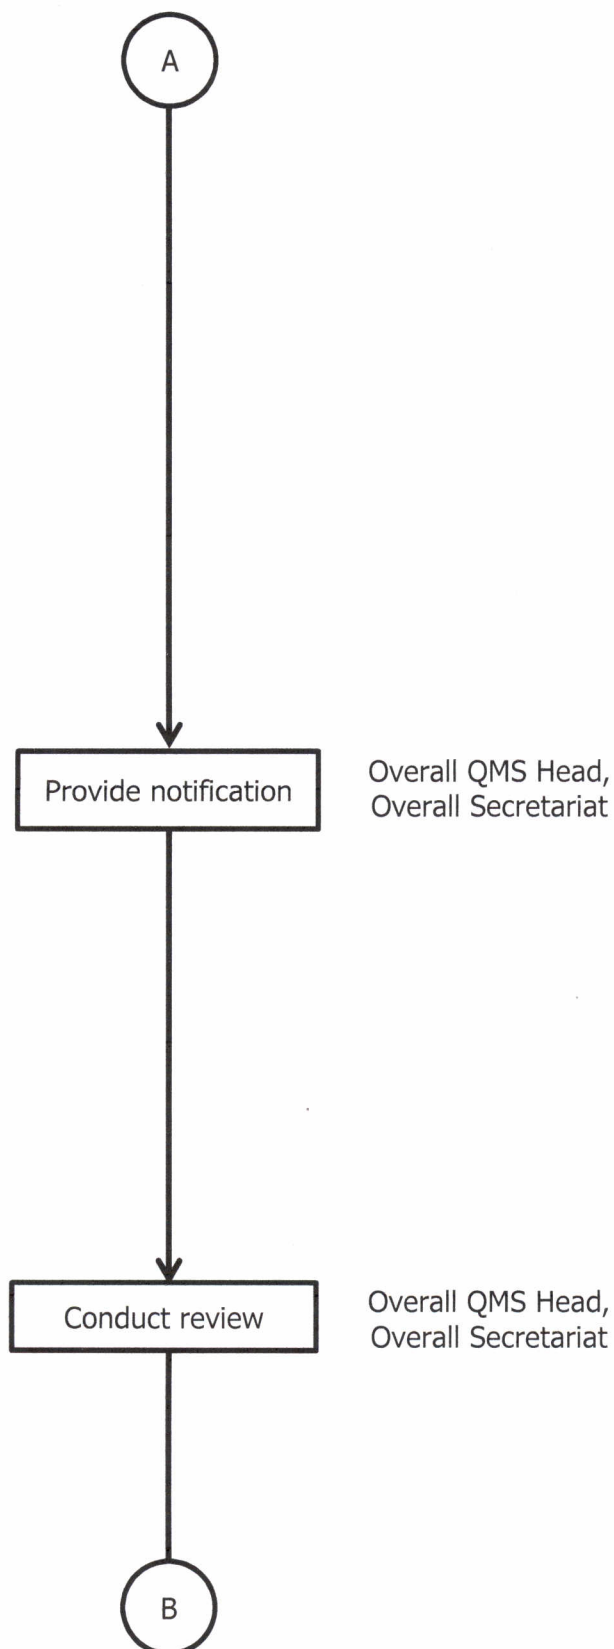 A
Provide notification
Overall QMS Head,
Overall Secretariat
Conduct review
Overall QMS Head,
Overall Secretariat
B